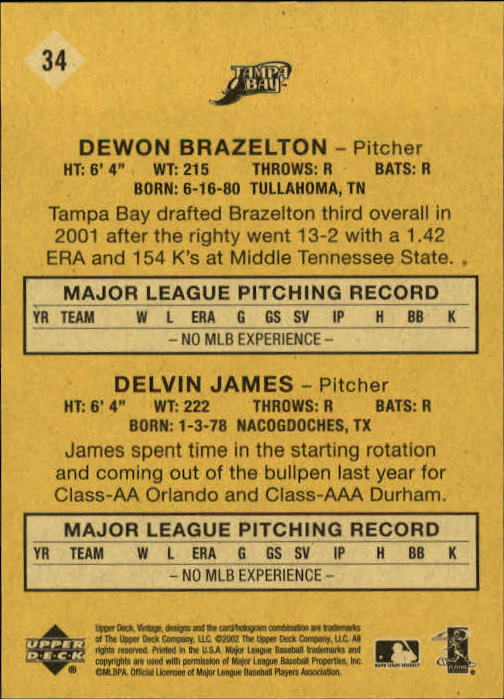 34
TAMPA
BAY
DEWON BRAZELTON – Pitcher
HT: 6' 4" WT: 215 THROWS: R BATS: R
BORN: 6-16-80 TULLAHOMA, TN
Tampa Bay drafted Brazelton third overall in
2001 after the righty went 13-2 with a 1.42
ERA and 154 K's at Middle Tennessee State.
MAJOR LEAGUE PITCHING RECORD
YR TEAM W L ERA G GS SV IP H BB K
– NO MLB EXPERIENCE –
DELVIN JAMES – Pitcher
HT: 6' 4" WT: 222 THROWS: R BATS: R
BORN: 1-3-78 NACOGDOCHES, TX
James spent time in the starting rotation
and coming out of the bullpen last year for
Class-AA Orlando and Class-AAA Durham.
MAJOR LEAGUE PITCHING RECORD
YR TEAM W L ERA G GS SV IP H BB K
– NO MLB EXPERIENCE –
UPPER
DECK
Upper Deck, Vintage, designs and the card/hologram combination are trademarks
of The Upper Deck Company, LLC. ©2002 The Upper Deck Company, LLC. All
rights reserved. Printed in the U.S.A. Major League Baseball trademarks and
copyrights are used with permission of Major League Baseball Properties, Inc.
©MLBPA. Official Licensee of Major League Baseball Players Association.